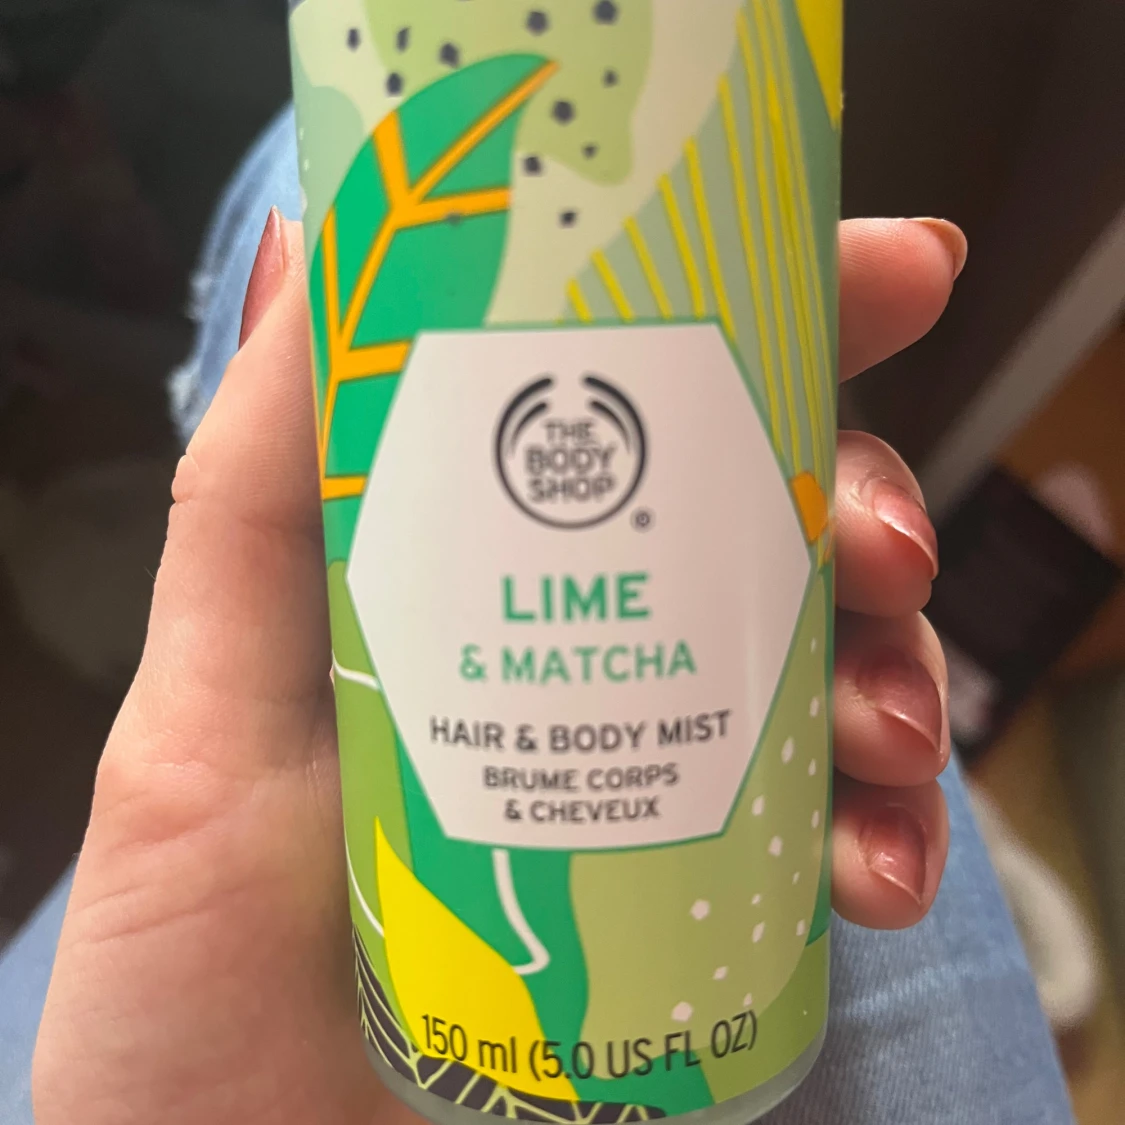 THE
BODY
SHOP
®
LIME
& MATCHA
HAIR & BODY MIST
BRUME CORPS
& CHEVEUX
150 ml (5.0 US FL OZ)